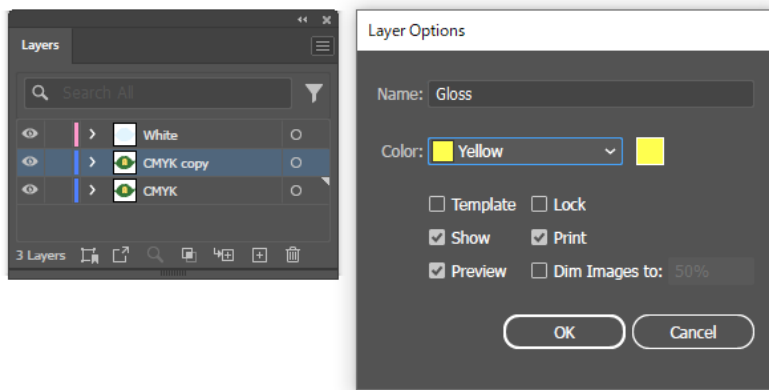 Layers
Search All
White
CMYK copy
CMYK
3 Layers
Layer Options
Name: Gloss
Color: Yellow
Template Lock
Show Print
Preview Dim Images to: 50%
OK Cancel